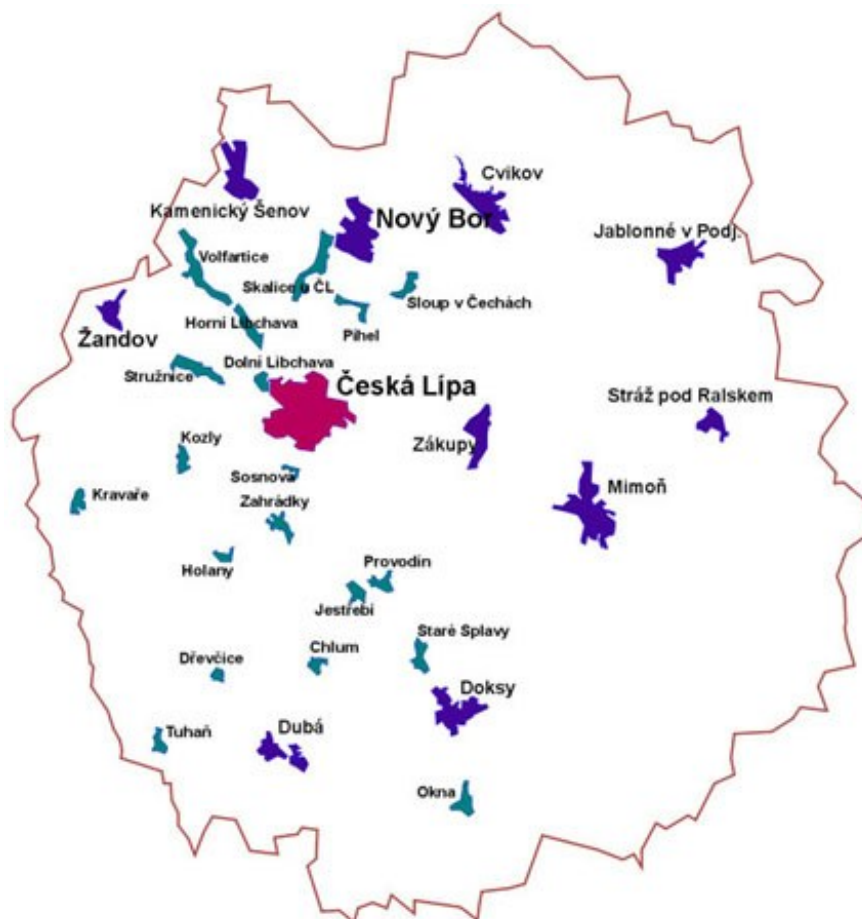 Cvikov
Kamenický Šenov
Nový Bor
Jablonné v Podj.
Volfartice
Skalice u ČL
Sloup v Čechách
Horní Libchava
Pihel
Žandov
Dolní Libchava
Stružnice
Česká Lípa
Stráž pod Ralskem
Kozly
Zákupy
Sosnova
Mimoň
Kravaře
Zahrádky
Holany
Provodín
Jestřebí
Staré Splavy
Chlum
Dřevčice
Doksy
Tuhaň
Dubá
Okna